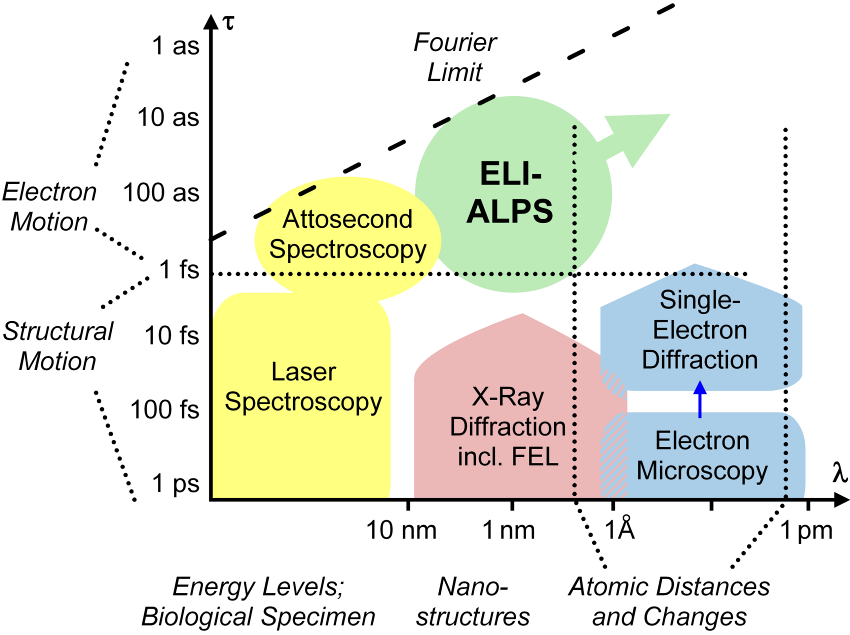 τ
1 as
10 as
100 as
1 fs
10 fs
100 fs
1 ps
Electron
Motion
Structural
Motion
Fourier
Limit
ELI-
ALPS
Attosecond
Spectroscopy
Laser
Spectroscopy
X-Ray
Diffraction
incl. FEL
Single-
Electron
Diffraction
Electron
Microscopy
λ
10 nm
1 nm
1Å
1 pm
Energy Levels;
Biological Specimen
Nano-
structures
Atomic Distances
and Changes